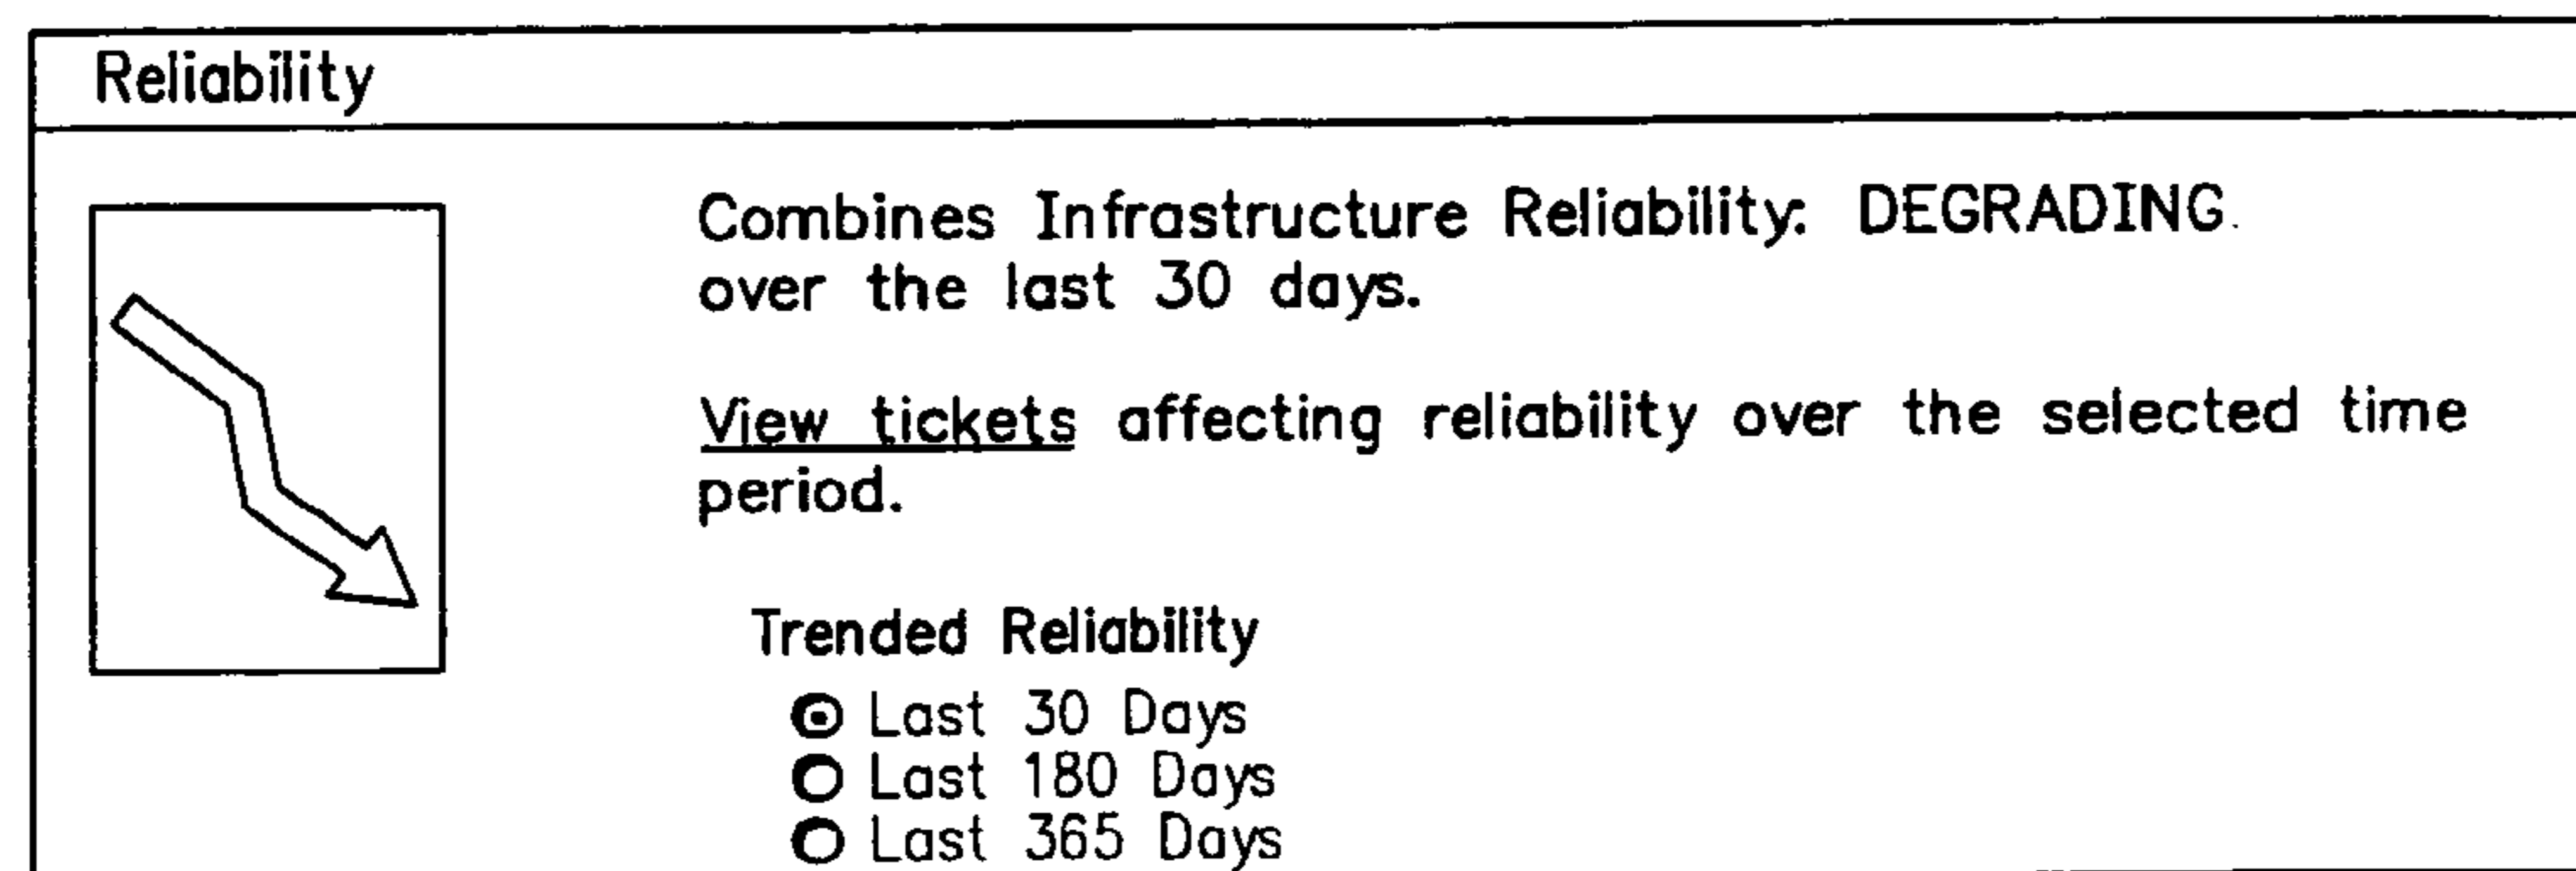 Reliability
Combines Infrastructure Reliability: DEGRADING.
over the last 30 days.
View tickets affecting reliability over the selected time
period.
Trended Reliability
Last 30 Days
Last 180 Days
Last 365 Days